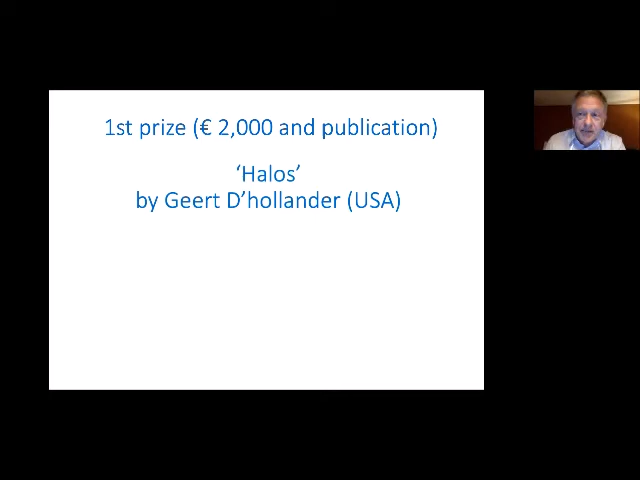 1st prize (€ 2,000 and publication)
‘Halos’
by Geert D’hollander (USA)